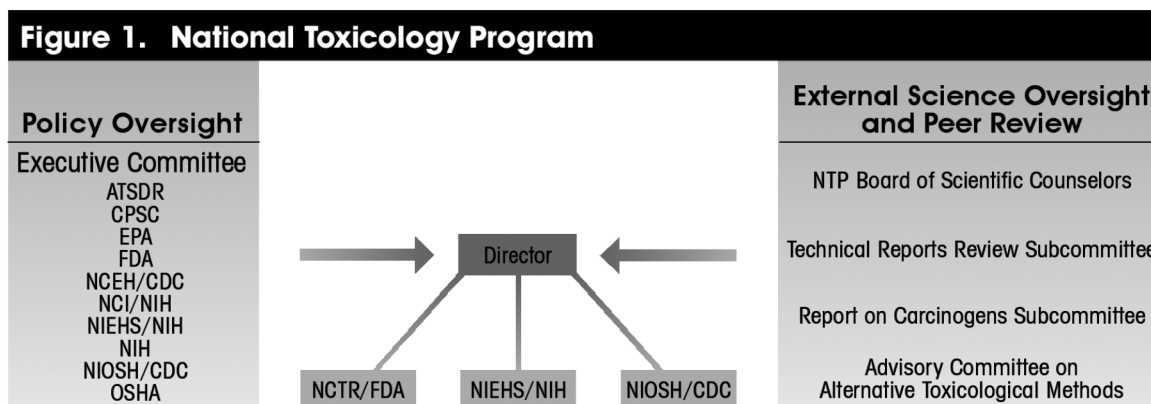 Figure 1. National Toxicology Program
Policy Oversight
Executive Committee
ATSDR
CPSC
EPA
FDA
NCEH/CDC
NCI/NIH
NIEHS/NIH
NIH
NIOSH/CDC
OSHA
Director
NCTR/FDA
NIEHS/NIH
NIOSH/CDC
External Science Oversight
and Peer Review
NTP Board of Scientific Counselors
Technical Reports Review Subcommittee
Report on Carcinogens Subcommittee
Advisory Committee on
Alternative Toxicological Methods